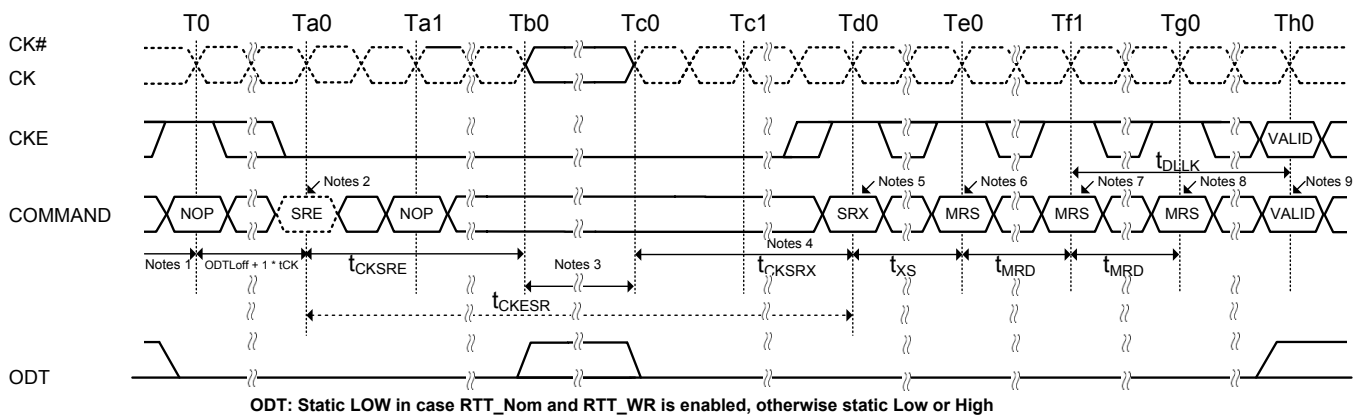 T0 Ta0 Ta1 Tb0 Tc0 Tc1 Td0 Te0 Tf1 Tg0 Th0
CK#
CK
CKE
VALID
tDLLK
Notes 2 Notes 5 Notes 6 Notes 7 Notes 8 Notes 9
COMMAND NOP SRE NOP SRX MRS MRS MRS VALID
Notes 1 ODTLoff + 1 * tCK tCKSRE Notes 3 Notes 4 tCKSRX tXS tMRD tMRD
tCKESR
ODT
ODT: Static LOW in case RTT_Nom and RTT_WR is enabled, otherwise static Low or High